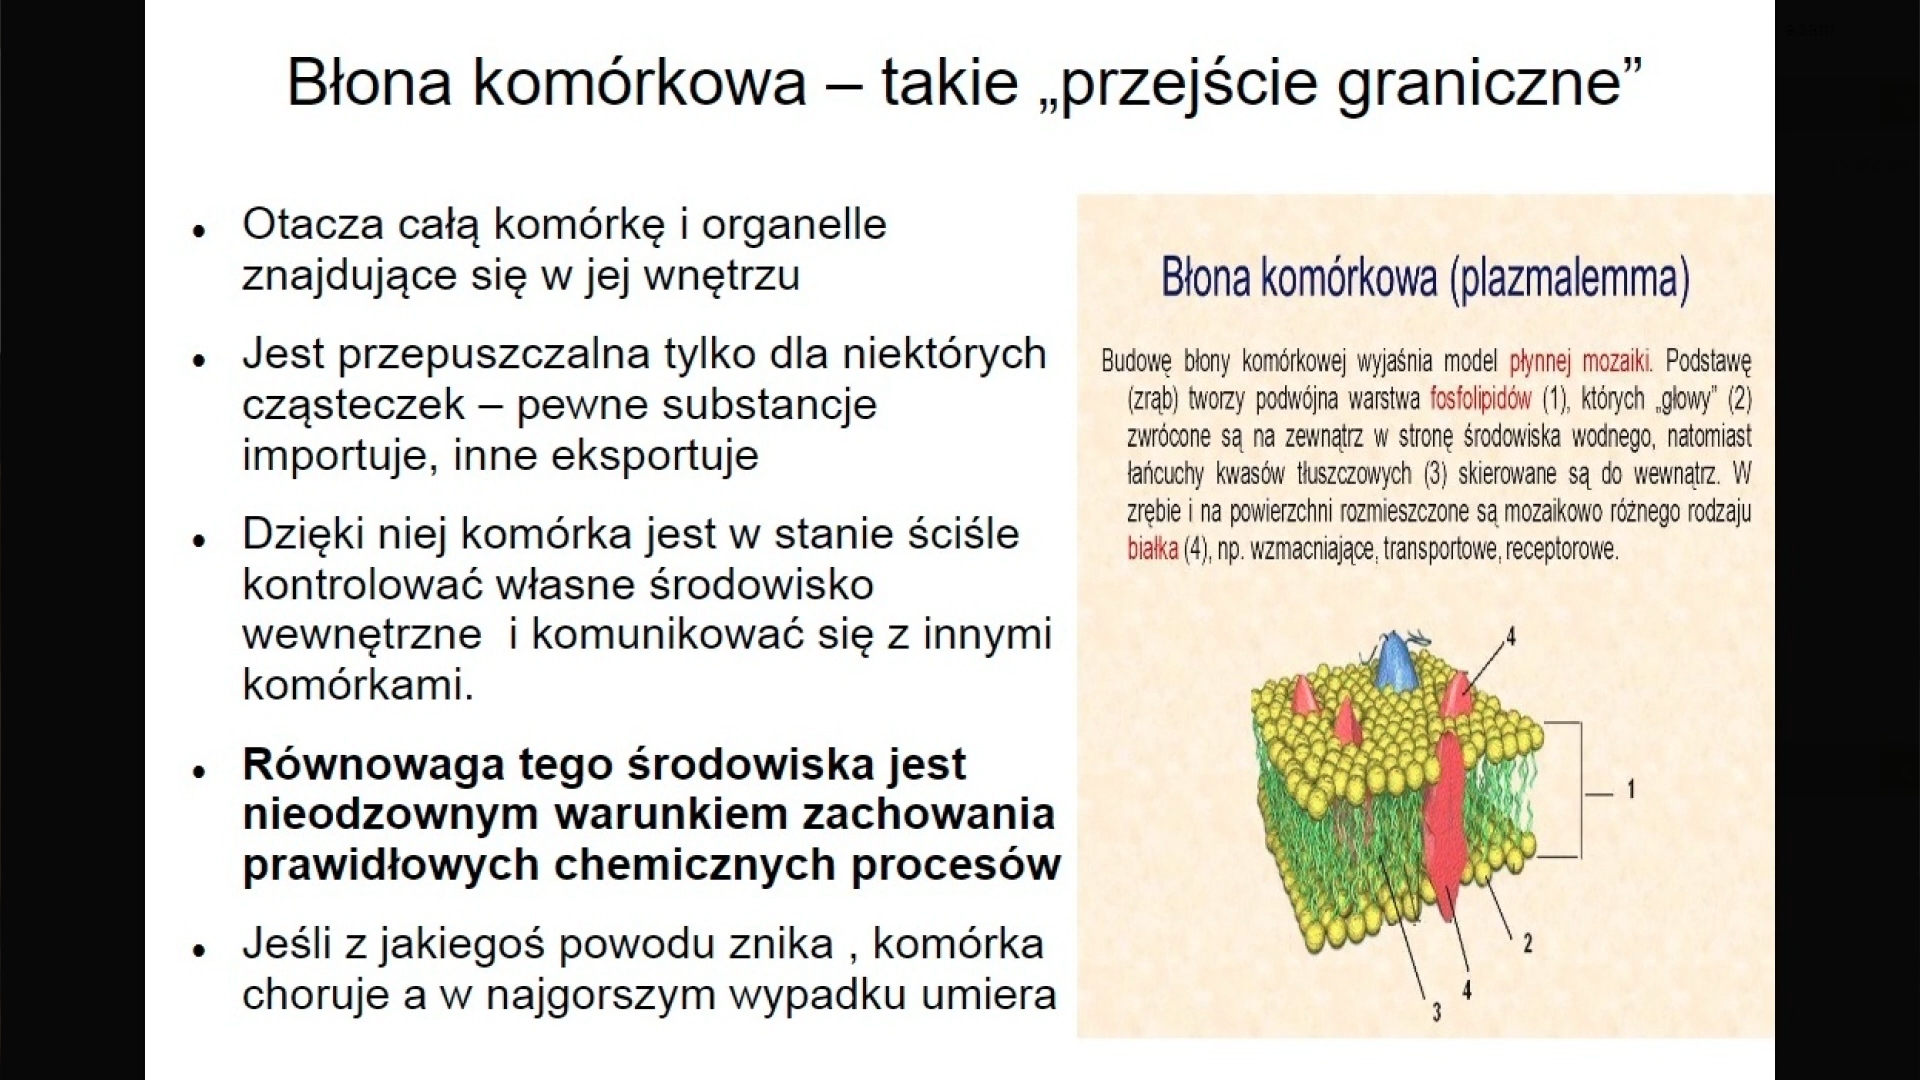 Błona komórkowa – takie „przejście graniczne”
• Otacza całą komórkę i organelle
znajdujące się w jej wnętrzu
• Jest przepuszczalna tylko dla niektórych
cząsteczek – pewne substancje
importuje, inne eksportuje
• Dzięki niej komórka jest w stanie ściśle
kontrolować własne środowisko
wewnętrzne  i komunikować się z innymi
komórkami.
• Równowaga tego środowiska jest
nieodzownym warunkiem zachowania
prawidłowych chemicznych procesów
• Jeśli z jakiegoś powodu znika , komórka
choruje a w najgorszym wypadku umiera
Błona komórkowa (plazmalemma)
Budowę błony komórkowej wyjaśnia model płynnej mozaiki. Podstawę
(zrąb) tworzy podwójna warstwa fosfolipidów (1), których „głowy” (2)
zwrócone są na zewnątrz w stronę środowiska wodnego, natomiast
łańcuchy kwasów tłuszczowych (3) skierowane są do wewnątrz. W
zrębie i na powierzchni rozmieszczone są mozaikowo różnego rodzaju
białka (4), np. wzmacniające, transportowe, receptorowe.
4
1
2
4
3